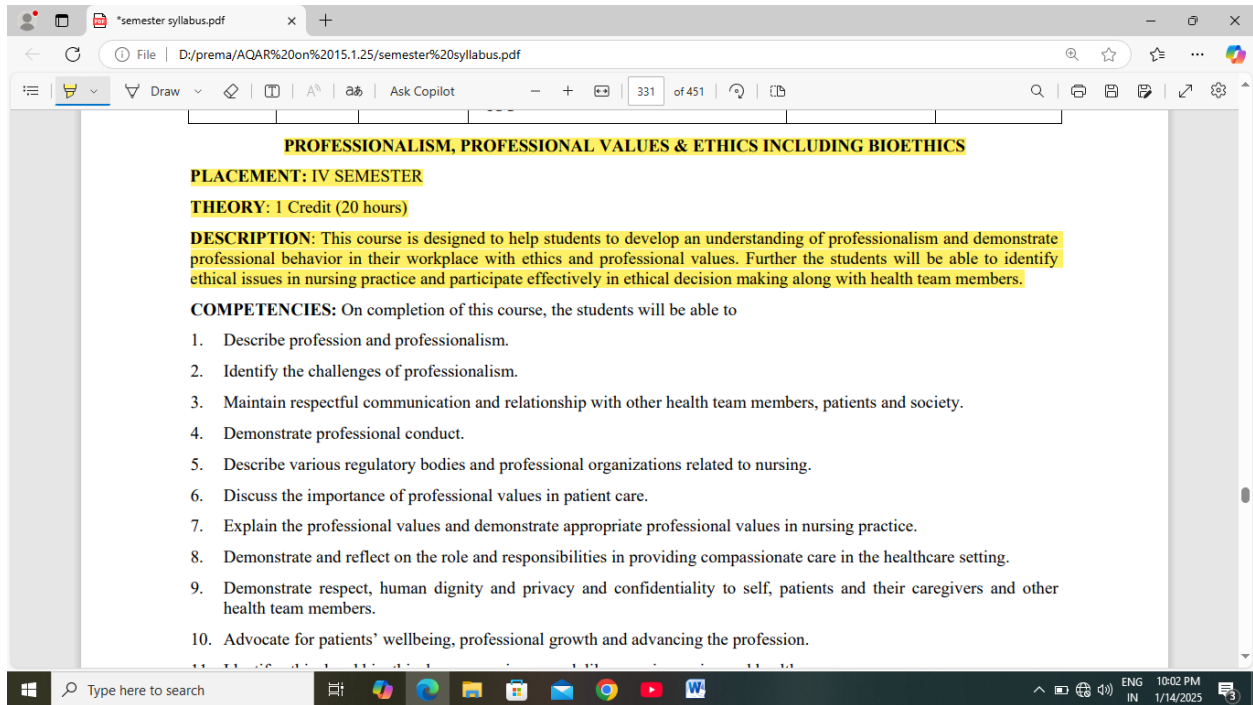 *semester syllabus.pdf
File D:/prema/AQAR%20on%2015.1.25/semester%20syllabus.pdf
Draw Ask Copilot 331 of 451
PROFESSIONALISM, PROFESSIONAL VALUES & ETHICS INCLUDING BIOETHICS
PLACEMENT: IV SEMESTER
THEORY: 1 Credit (20 hours)
DESCRIPTION: This course is designed to help students to develop an understanding of professionalism and demonstrate
professional behavior in their workplace with ethics and professional values. Further the students will be able to identify
ethical issues in nursing practice and participate effectively in ethical decision making along with health team members.
COMPETENCIES: On completion of this course, the students will be able to
1. Describe profession and professionalism.
2. Identify the challenges of professionalism.
3. Maintain respectful communication and relationship with other health team members, patients and society.
4. Demonstrate professional conduct.
5. Describe various regulatory bodies and professional organizations related to nursing.
6. Discuss the importance of professional values in patient care.
7. Explain the professional values and demonstrate appropriate professional values in nursing practice.
8. Demonstrate and reflect on the role and responsibilities in providing compassionate care in the healthcare setting.
9. Demonstrate respect, human dignity and privacy and confidentiality to self, patients and their caregivers and other
health team members.
10. Advocate for patients' wellbeing, professional growth and advancing the profession.
Type here to search
ENG 10:02 PM
IN 1/14/2025 3